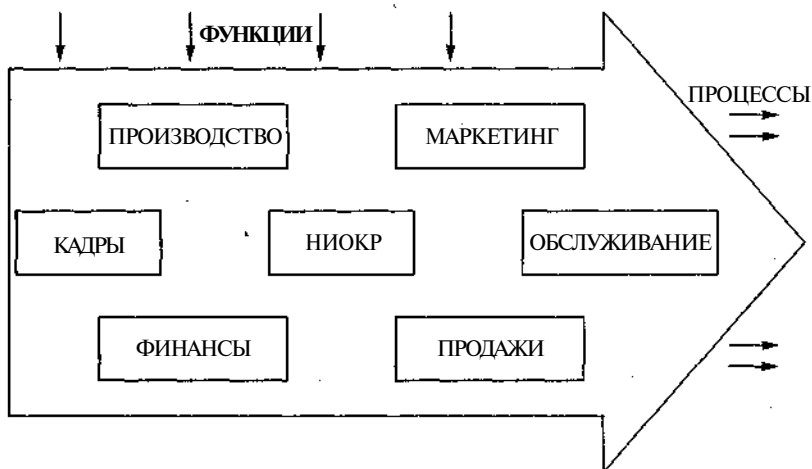 ФУНКЦИИ
ПРОЦЕССЫ
ПРОИЗВОДСТВО
МАРКЕТИНГ
КАДРЫ
НИОКР
ОБСЛУЖИВАНИЕ
ФИНАНСЫ
ПРОДАЖИ